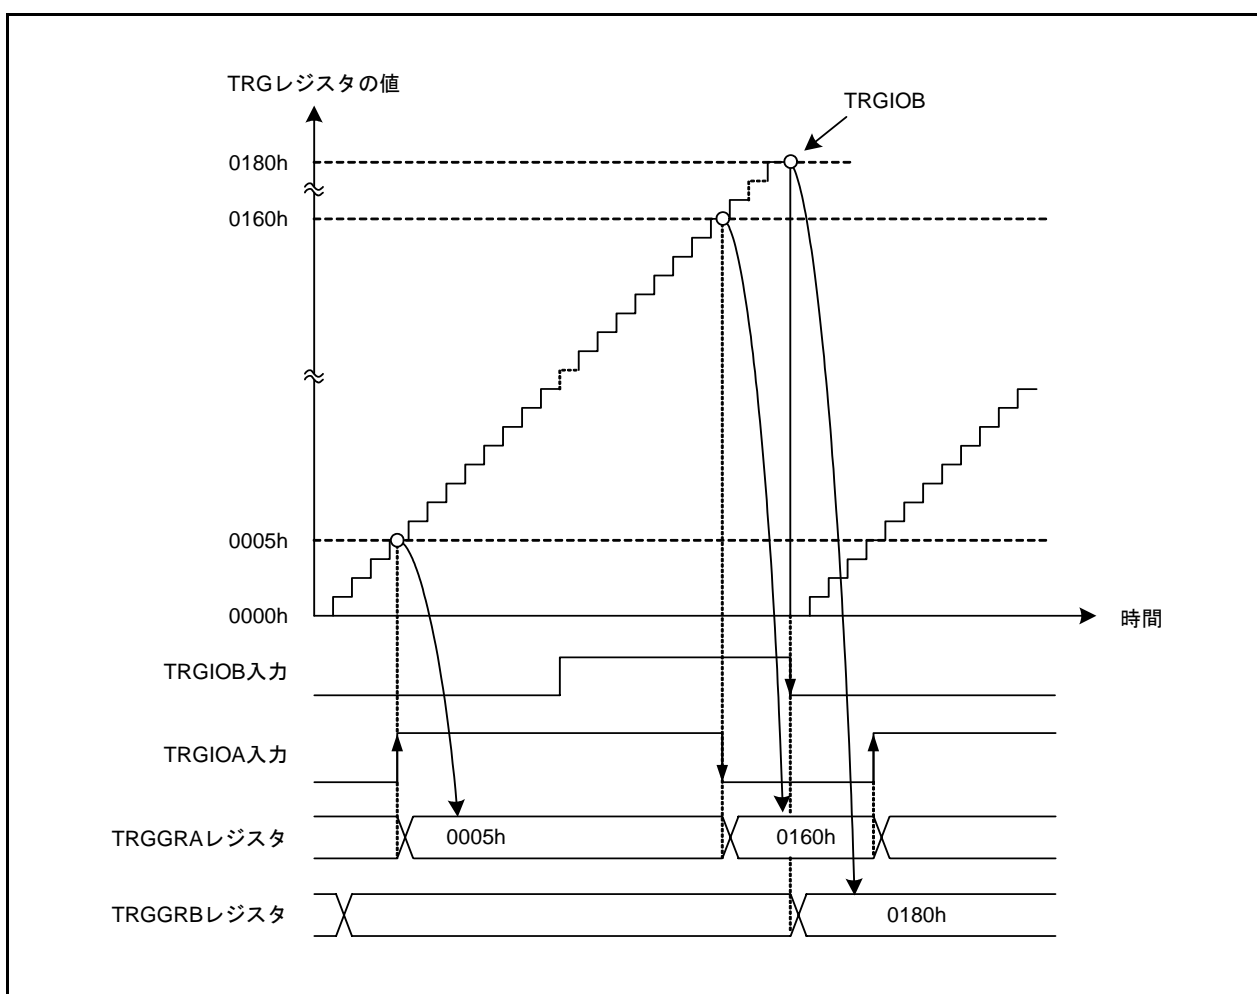 TRGレジスタの値
TRGIOB
0180h
0160h
0005h
0000h
時間
TRGIOB入力
TRGIOA入力
TRGGRAレジスタ
0005h
0160h
TRGGRBレジスタ
0180h